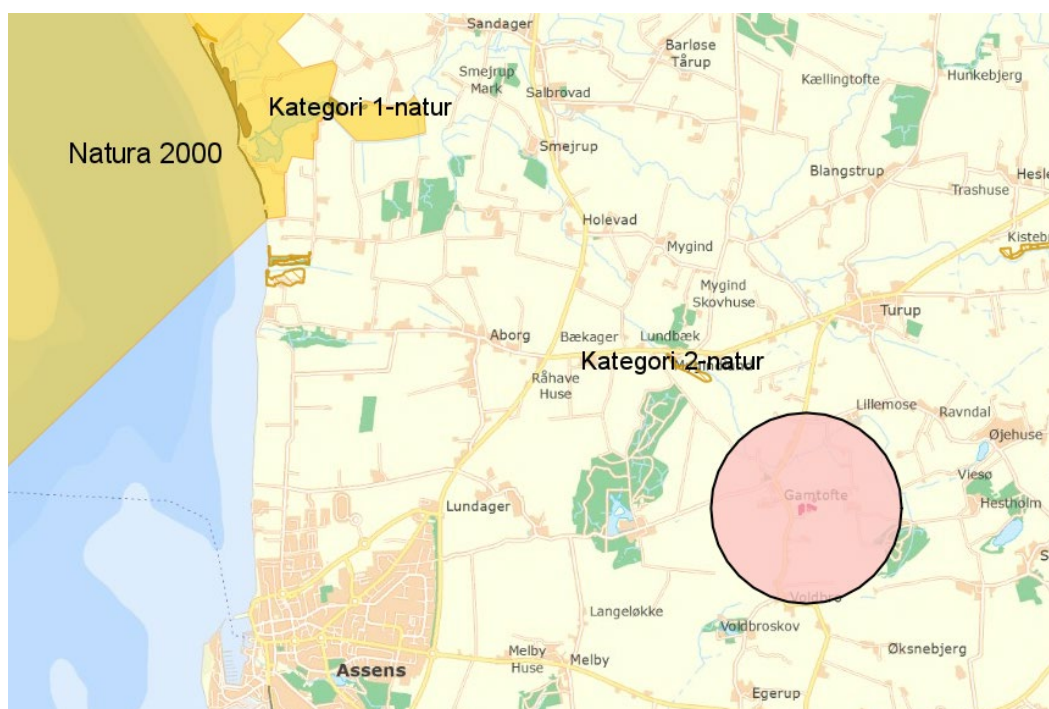 Sandager
Barløse
Tårup
Smejrup
Mark
Salbrovad
Kællingtofte
Hunkebjerg
Kategori 1-natur
Natura 2000
Smejrup
Blangstrup
Trashuse
Holevad
Mygind
Mygind
Skovhuse
Turup
Aborg
Bækager
Lundbæk
Kategori 2-natur
Råhave
Huse
Lillemose
Ravndal
Øjehuse
Viesø
Hestholm
Gamtofte
Lundager
Langeløkke
Voldbro
Voldbroskov
Melby
Huse
Melby
Øksnebjerg
Assens
Egerup